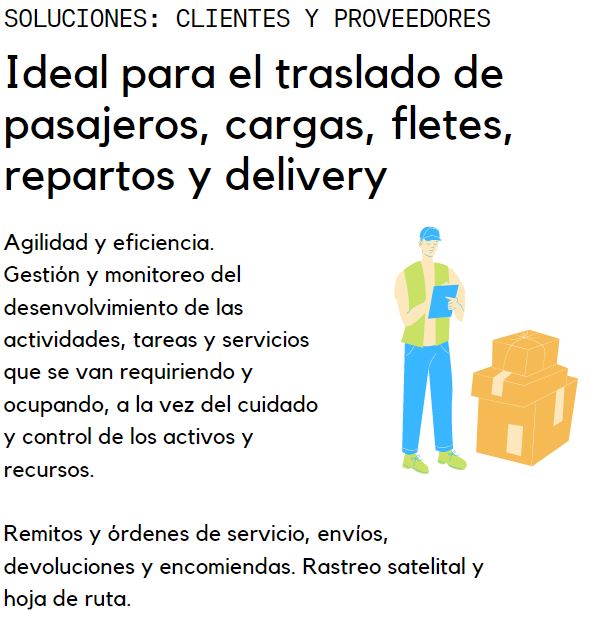 SOLUCIONES: CLIENTES Y PROVEEDORES
Ideal para el traslado de
pasajeros, cargas, fletes,
repartos y delivery
Agilidad y eficiencia.
Gestión y monitoreo del
desenvolvimiento de las
actividades, tareas y servicios
que se van requiriendo y
ocupando, a la vez del cuidado
y control de los activos y
recursos.
Remitos y órdenes de servicio, envíos,
devoluciones y encomiendas. Rastreo satelital y
hoja de ruta.